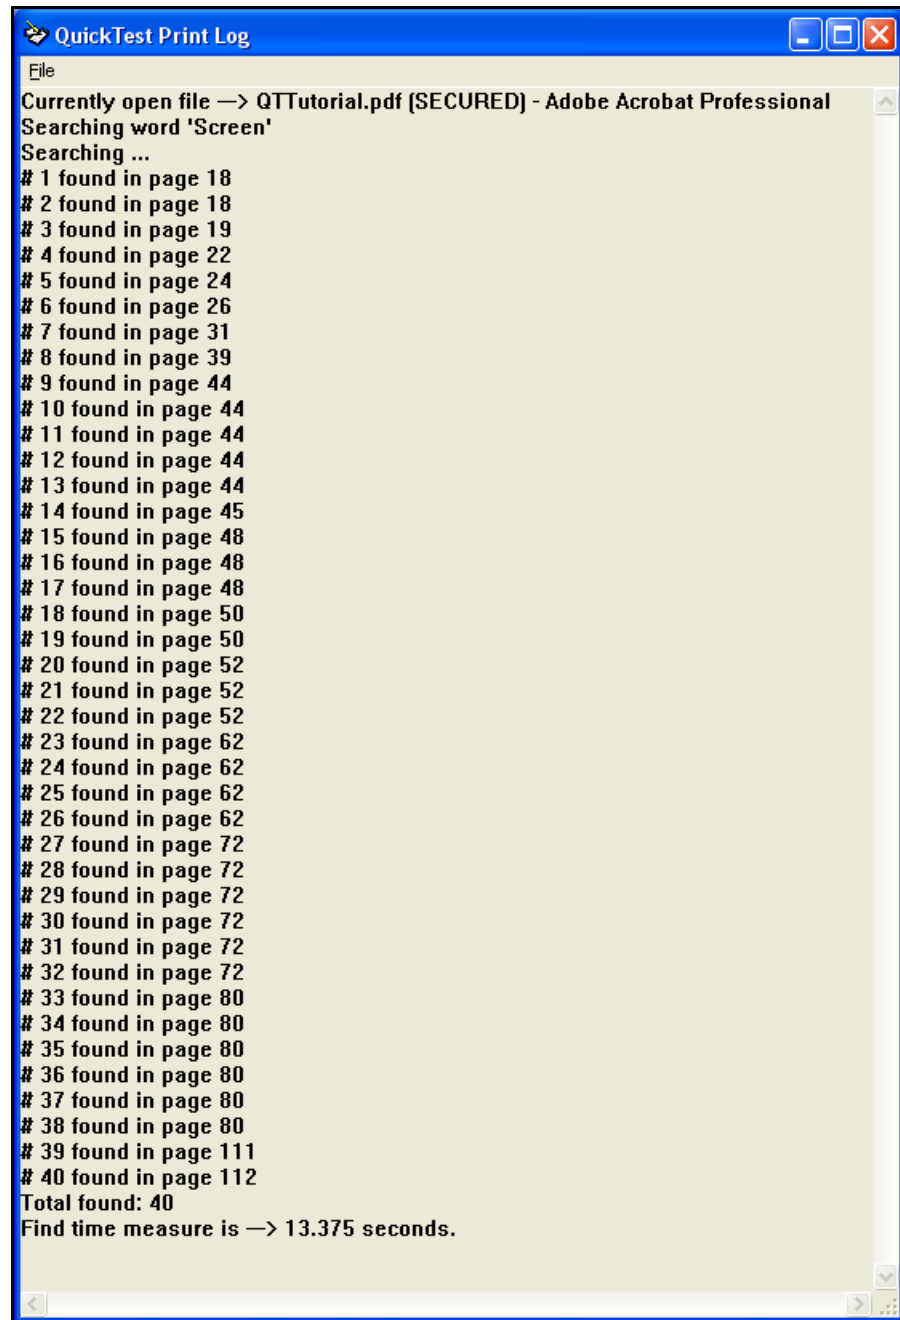 QuickTest Print Log
File
Currently open file —> QTTutorial.pdf (SECURED) - Adobe Acrobat Professional
Searching word 'Screen'
Searching ...
# 1 found in page 18
# 2 found in page 18
# 3 found in page 19
# 4 found in page 22
# 5 found in page 24
# 6 found in page 26
# 7 found in page 31
# 8 found in page 39
# 9 found in page 44
# 10 found in page 44
# 11 found in page 44
# 12 found in page 44
# 13 found in page 44
# 14 found in page 45
# 15 found in page 48
# 16 found in page 48
# 17 found in page 48
# 18 found in page 50
# 19 found in page 50
# 20 found in page 52
# 21 found in page 52
# 22 found in page 52
# 23 found in page 62
# 24 found in page 62
# 25 found in page 62
# 26 found in page 62
# 27 found in page 72
# 28 found in page 72
# 29 found in page 72
# 30 found in page 72
# 31 found in page 72
# 32 found in page 72
# 33 found in page 80
# 34 found in page 80
# 35 found in page 80
# 36 found in page 80
# 37 found in page 80
# 38 found in page 80
# 39 found in page 111
# 40 found in page 112
Total found: 40
Find time measure is —> 13.375 seconds.